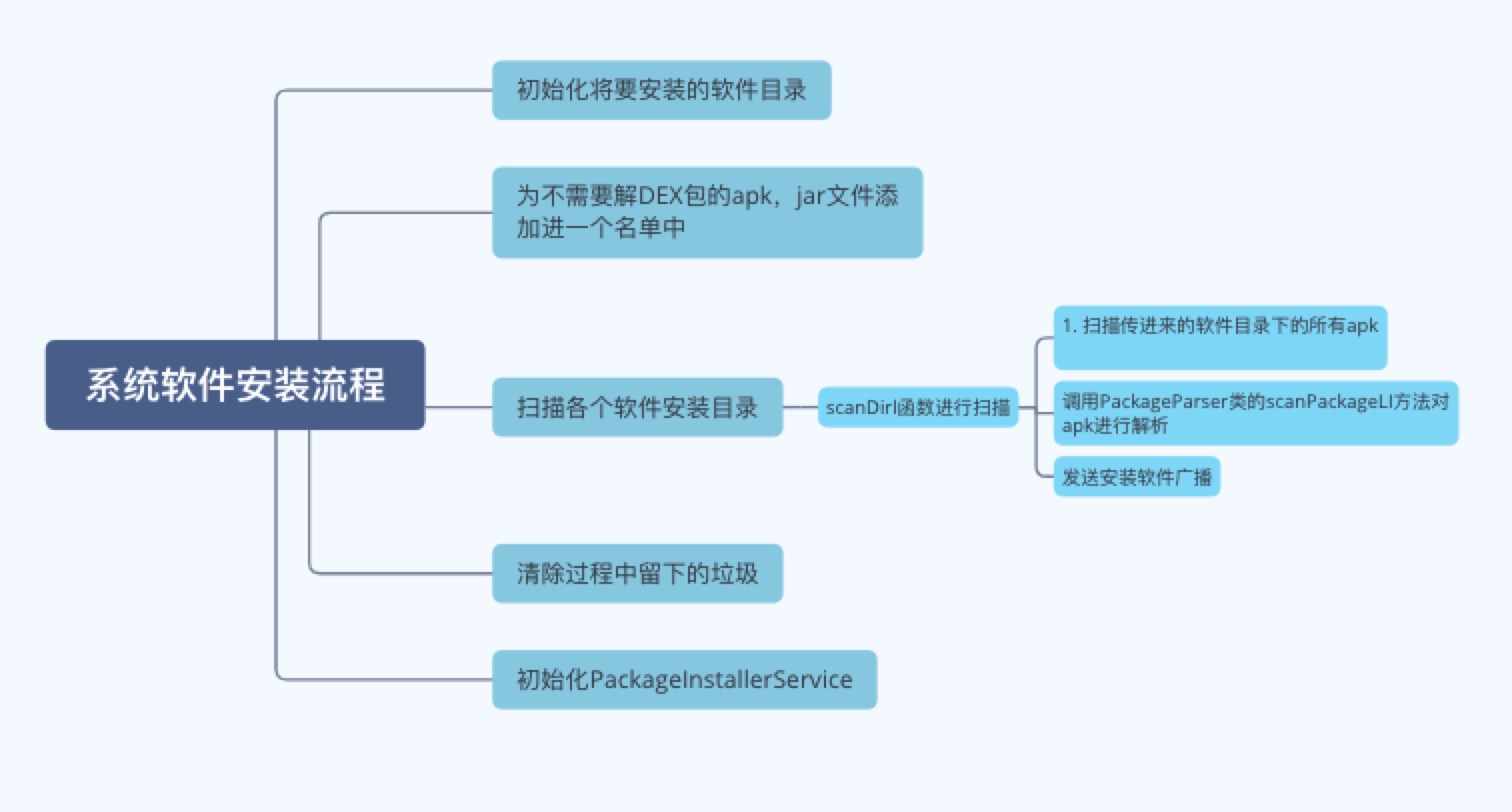 初始化将要安装的软件目录
为不需要解DEX包的apk，jar文件添
加进一个名单中
系统软件安装流程
扫描各个软件安装目录
scanDirl函数进行扫描
1. 扫描传进来的软件目录下的所有apk
调用PackageParser类的scanPackageLI方法对
apk进行解析
发送安装软件广播
清除过程中留下的垃圾
初始化PackageInstallerService